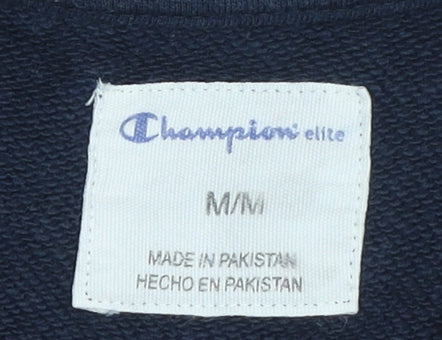 Champion elite
M/M
MADE IN PAKISTAN
HECHO EN PAKISTAN